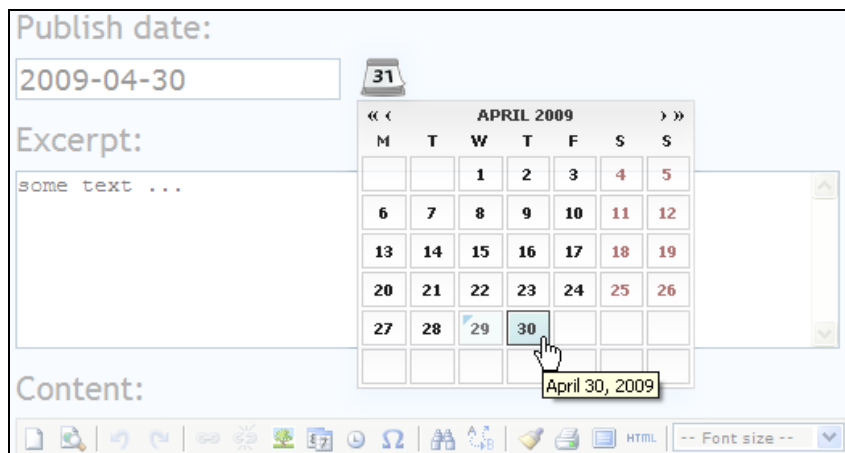 Publish date:
2009-04-30
31
« ‹ APRIL 2009 › »
M T W T F S S
1 2 3 4 5
6 7 8 9 10 11 12
13 14 15 16 17 18 19
20 21 22 23 24 25 26
27 28 29 30
April 30, 2009
Excerpt:
some text ...
Content:
HTML
-- Font size --